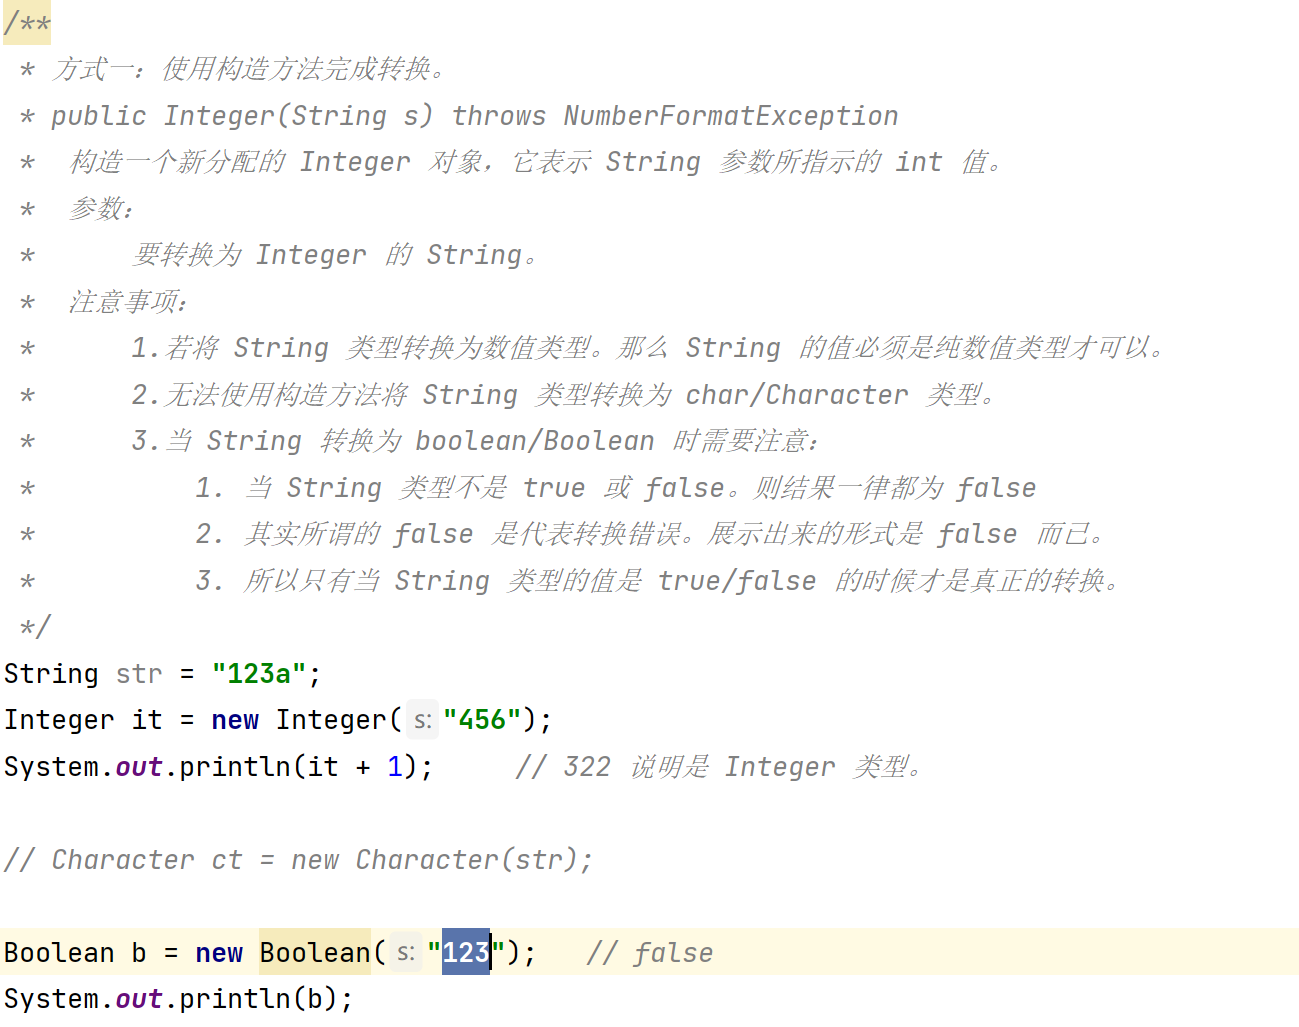 /**
 * 方式一：使用构造方法完成转换。
 * public Integer(String s) throws NumberFormatException
 *  构造一个新分配的 Integer 对象，它表示 String 参数所指示的 int 值。
 *  参数：
 *      要转换为 Integer 的 String。
 *  注意事项：
 *      1.若将 String 类型转换为数值类型。那么 String 的值必须是纯数值类型才可以。
 *      2.无法使用构造方法将 String 类型转换为 char/Character 类型。
 *      3.当 String 转换为 boolean/Boolean 时需要注意：
 *          1. 当 String 类型不是 true 或 false。则结果一律都为 false
 *          2. 其实所谓的 false 是代表转换错误。展示出来的形式是 false 而已。
 *          3. 所以只有当 String 类型的值是 true/false 的时候才是真正的转换。
 */
String str = "123a";
Integer it = new Integer( s: "456");
System.out.println(it + 1);     // 322 说明是 Integer 类型。
// Character ct = new Character(str);
Boolean b = new Boolean( s: "123");   // false
System.out.println(b);